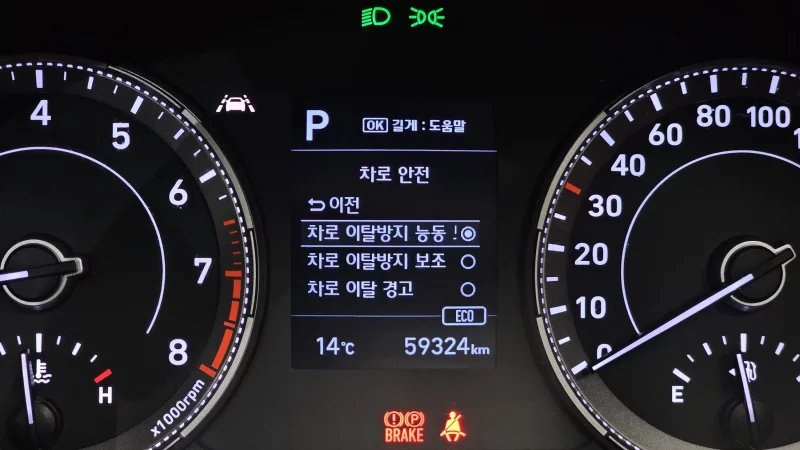 4
5
6
7
8
x1000rpm
H
P
OK 길게 : 도움말
차로 안전
이전
차로 이탈방지 능동 !
차로 이탈방지 보조
차로 이탈 경고
ECO
14℃ 59324km
P
BRAKE
0
10
20
30
40
60
80
100
1
E